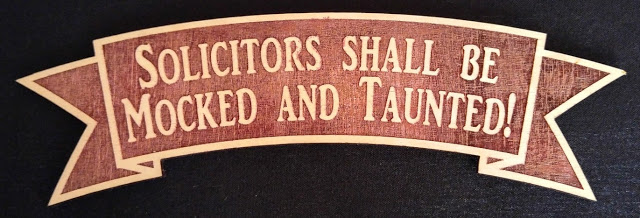 Solicitors shall be
Mocked and Taunted!